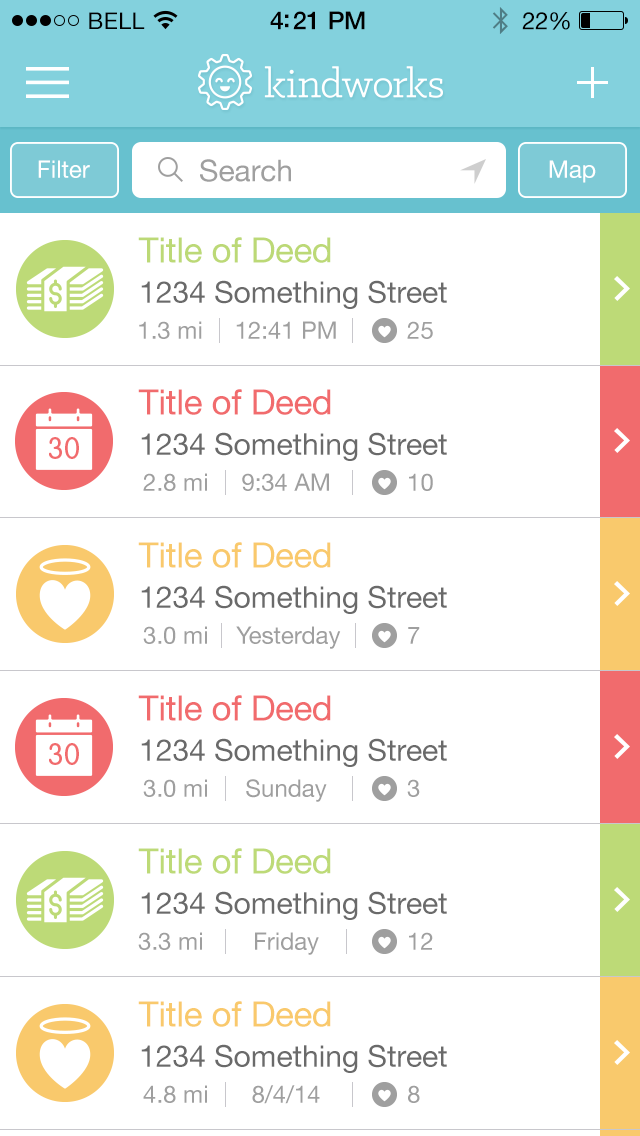 BELL 4:21 PM 22%
kindworks
Filter Search Map
Title of Deed
1234 Something Street
1.3 mi 12:41 PM 25
30
Title of Deed
1234 Something Street
2.8 mi 9:34 AM 10
Title of Deed
1234 Something Street
3.0 mi Yesterday 7
30
Title of Deed
1234 Something Street
3.0 mi Sunday 3
$
Title of Deed
1234 Something Street
3.3 mi Friday 12
Title of Deed
1234 Something Street
4.8 mi 8/4/14 8